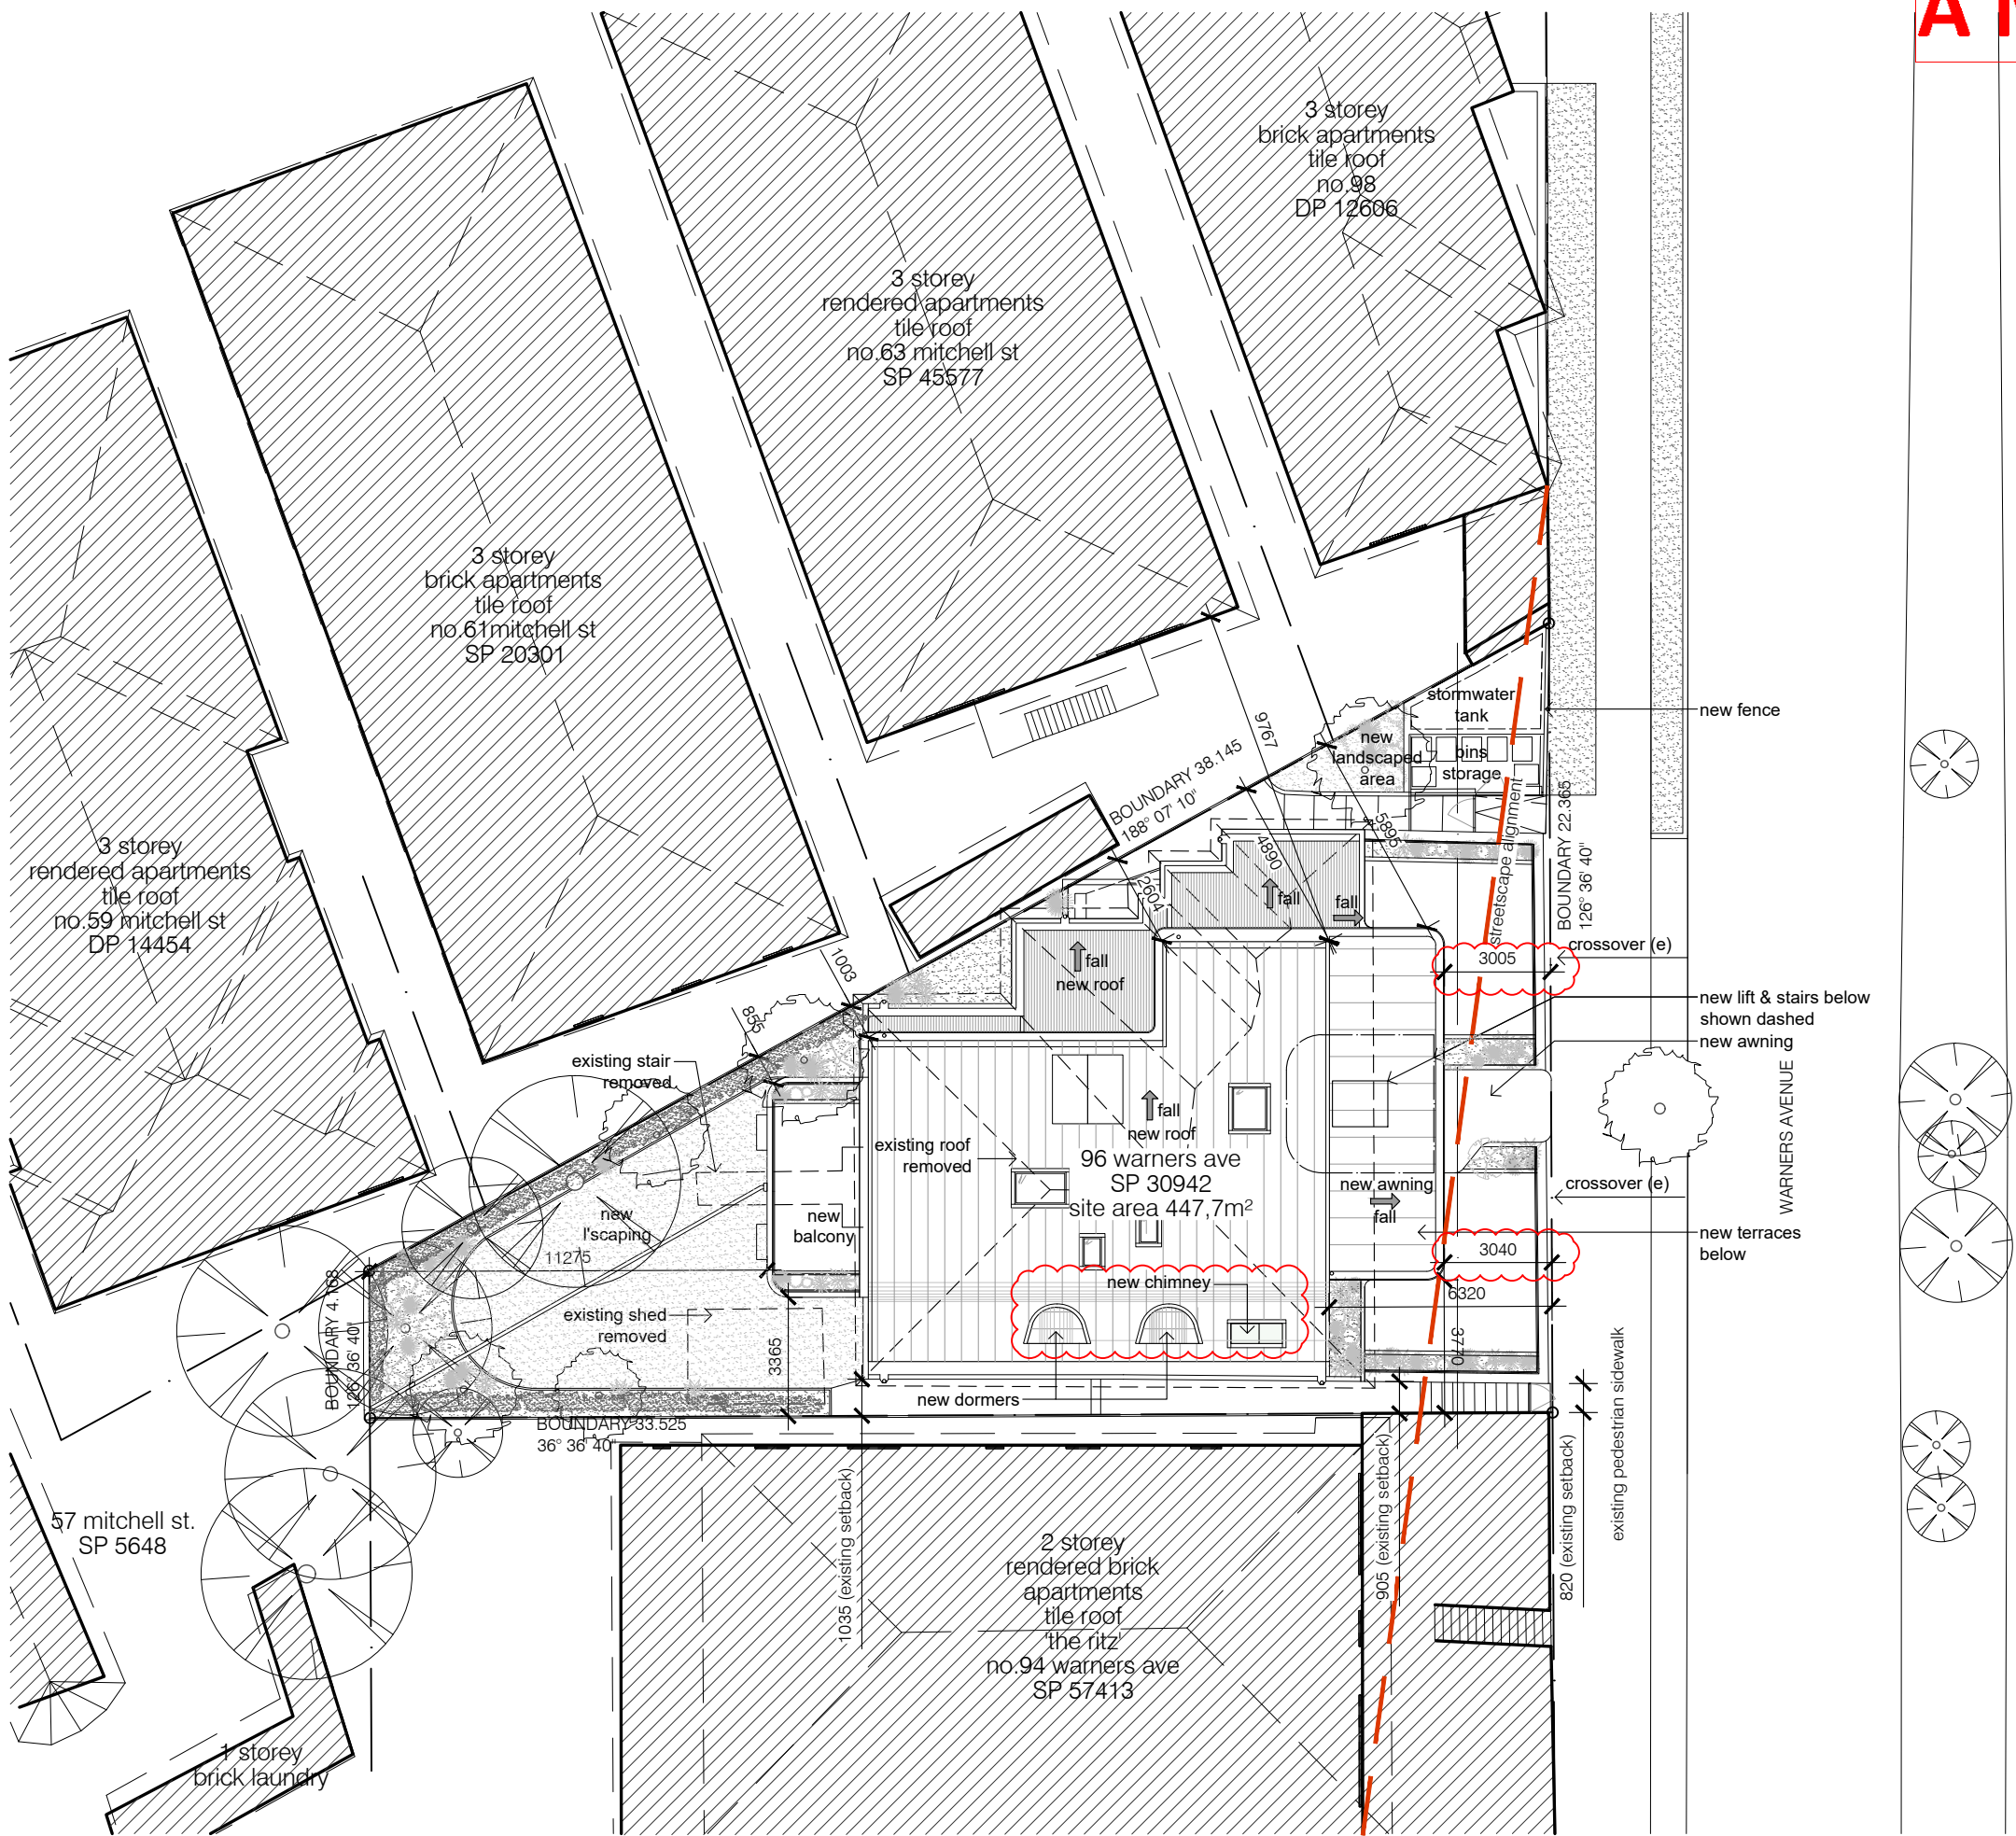 3 storey
brick apartments
tile roof
no.98
DP 12606
3 storey
rendered apartments
tile roof
no.63 mitchell st
SP 45577
3 storey
brick apartments
tile roof
no.61mitchell st
SP 20301
3 storey
rendered apartments
tile roof
no.59 mitchell st
DP 14454
stormwater
tank
new fence
new
landscaped
area
bins
storage
9767
BOUNDARY 38.145
188° 07' 10"
streetscape alignment
BOUNDARY 22.365
126° 36' 40"
5895
4890
2604
fall
fall
fall
new roof
crossover (e)
3005
1003
855
new lift & stairs below
shown dashed
new awning
existing stair
removed
existing roof
removed
fall
new roof
96 warners ave
SP 30942
site area 447,7m²
new awning
fall
crossover (e)
WARNERS AVENUE
new
balcony
new
l'scaping
11275
new terraces
below
3040
6320
3770
new chimney
existing shed
removed
3365
BOUNDARY 4.168
126° 36' 40"
new dormers
BOUNDARY 33.525
36° 36' 40"
existing pedestrian sidewalk
1035 (existing setback)
905 (existing setback)
820 (existing setback)
57 mitchell st.
SP 5648
2 storey
rendered brick
apartments
tile roof
'the ritz'
no.94 warners ave
SP 57413
1 storey
brick laundry